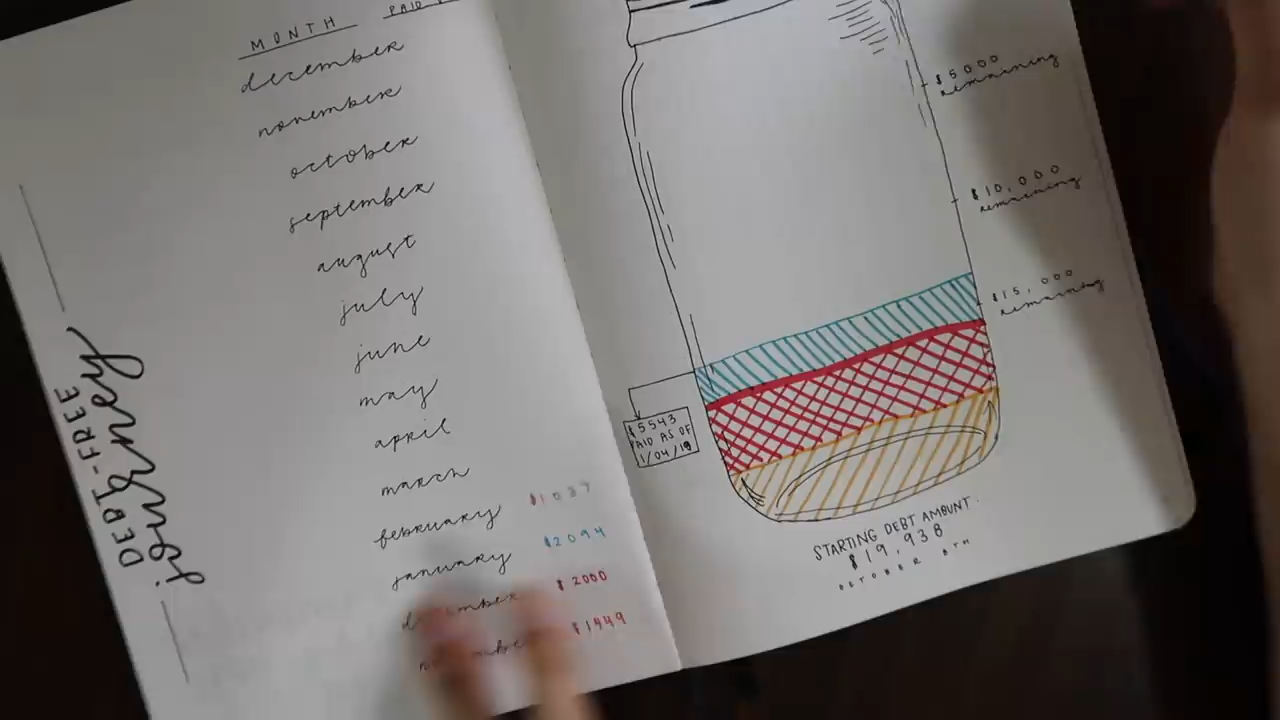 DEBT-FREE
journey
MONTH PAID
december
november
october
september
august
july
june
may
april
march
february
january $2094
december $2000
$1449
$5000
remaining
$10,000
remaining
$15,000
remaining
$5543
PAID AS OF
1/04/19
STARTING DEBT AMOUNT:
$19,938
OCTOBER 8TH